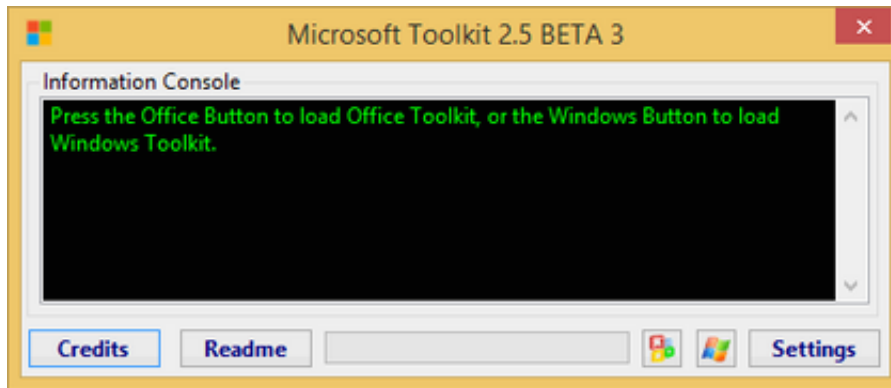 Microsoft Toolkit 2.5 BETA 3
Information Console
Press the Office Button to load Office Toolkit, or the Windows Button to load
Windows Toolkit.
Credits Readme Settings